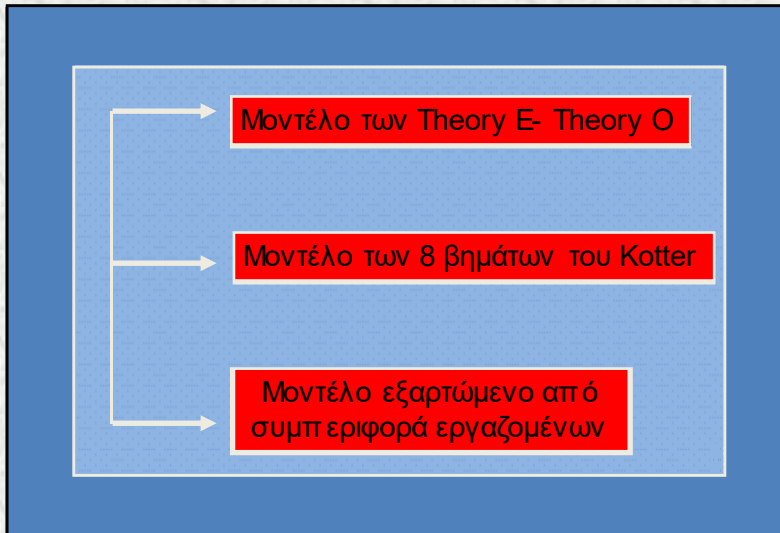 Μοντέλο των Theory E- Theory O
Μοντέλο των 8 βημάτων του Kotter
Μοντέλο εξαρτώμενο από
συμπεριφορά εργαζομένων